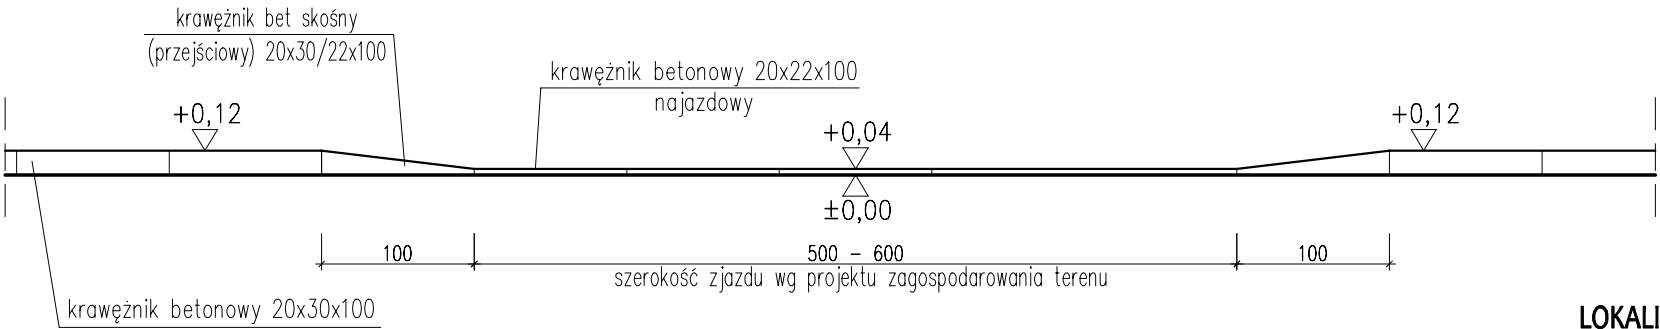 krawężnik bet skośny
(przejściowy) 20x30/22x100
krawężnik betonowy 20x22x100
najazdowy
+0,12
+0,04
+0,12
±0,00
100
500 - 600
100
szerokość zjazdu wg projektu zagospodarowania terenu
krawężnik betonowy 20x30x100
LOKALI